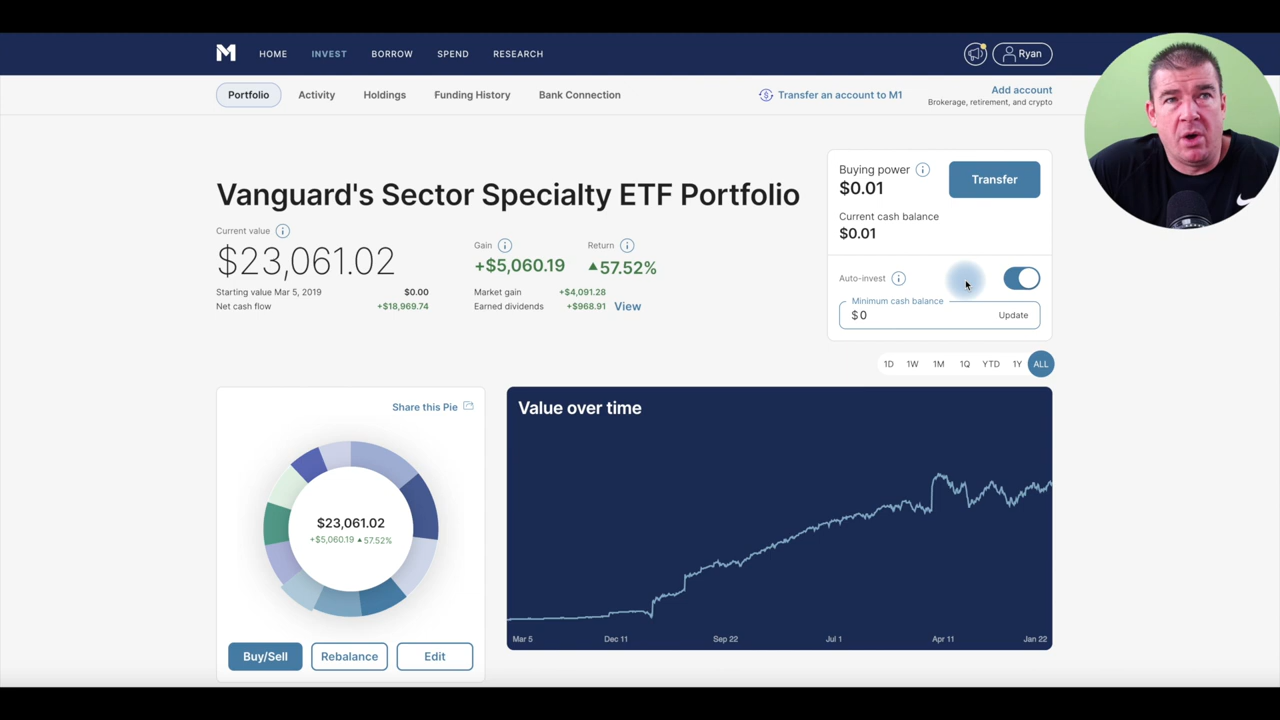 M HOME INVEST BORROW SPEND RESEARCH Ryan
Portfolio Activity Holdings Funding History Bank Connection Transfer an account to M1 Add account
Brokerage, retirement, and crypto
Vanguard's Sector Specialty ETF Portfolio
Buying power
$0.01
Transfer
Current cash balance
$0.01
Auto-invest
Minimum cash balance
$ 0 Update
Current value
$23,061.02
Starting value Mar 5, 2019 $0.00
Net cash flow +$18,969.74
Gain
+$5,060.19
Return
▲57.52%
Market gain +$4,091.28
Earned dividends +$968.91 View
1D 1W 1M 1Q YTD 1Y ALL
Share this Pie
$23,061.02
+$5,060.19 ▲57.52%
Buy/Sell Rebalance Edit
Value over time
Mar 5 Dec 11 Sep 22 Jul 1 Apr 11 Jan 22